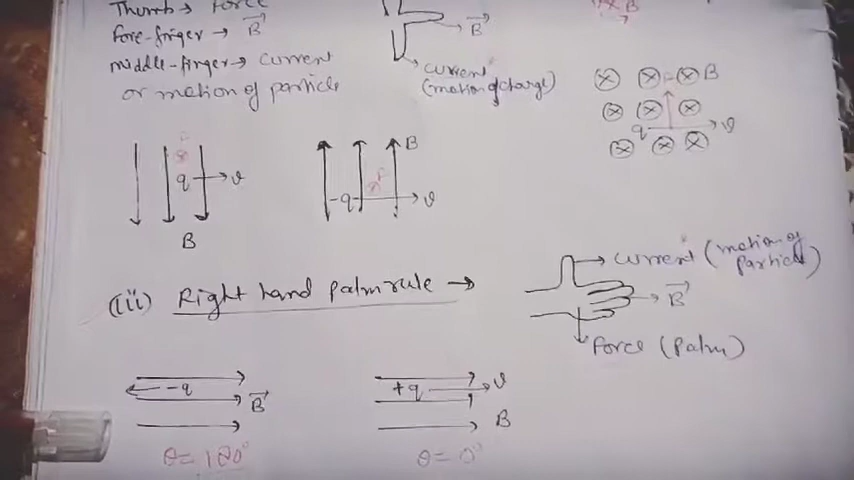 Thumb → Force
Fore-finger → B
middle-finger → current
or motion of particle
B
current
(motion of charge)
B
q
v
q → v
B
B
-q
v
(iii) Right hand palm rule →
current (motion of
particle)
B
Force (palm)
-q
B
θ = 180°
+q
v
B
θ = 0°